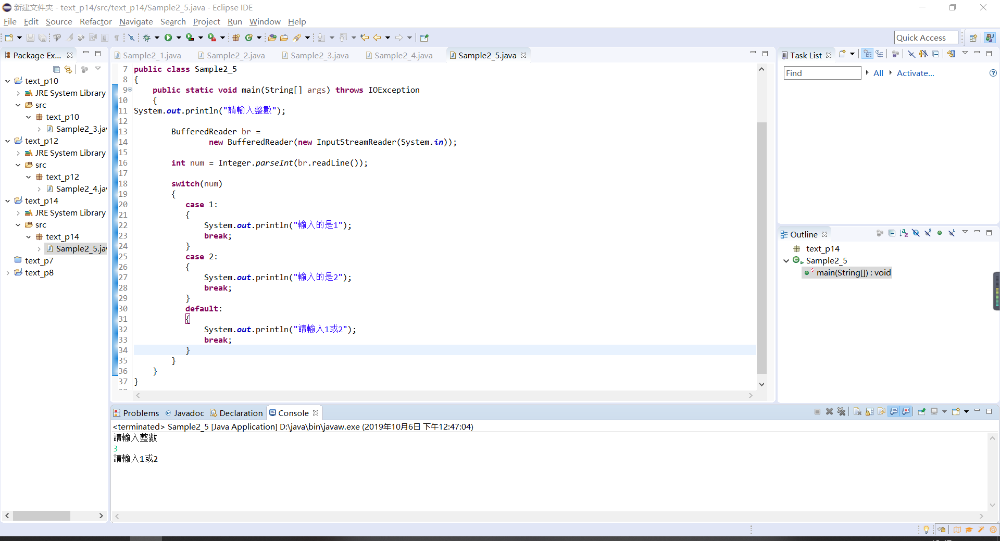 新建文件夹 - text_p14/src/text_p14/Sample2_5.java - Eclipse IDE
File Edit Source Refactor Navigate Search Project Run Window Help
Quick Access
Package Ex...
text_p10
JRE System Library
src
text_p10
Sample2_3.ja
text_p12
JRE System Library
src
text_p12
Sample2_4.ja
text_p14
JRE System Library
src
text_p14
Sample2_5.ja
text_p7
text_p8
Sample2_1.java Sample2_2.java Sample2_3.java Sample2_4.java Sample2_5.java
7 public class Sample2_5
8 {
9 public static void main(String[] args) throws IOException
10 {
11 System.out.println("請輸入整數");
12
13 BufferedReader br =
14 new BufferedReader(new InputStreamReader(System.in));
15
16 int num = Integer.parseInt(br.readLine());
17
18 switch(num)
19 {
20 case 1:
21 {
22 System.out.println("輸入的是1");
23 break;
24 }
25 case 2:
26 {
27 System.out.println("輸入的是2");
28 break;
29 }
30 default:
31 {
32 System.out.println("請輸入1或2");
33 break;
34 }
35 }
36 }
37 }
Task List
Find All Activate...
Outline
text_p14
Sample2_5
main(String[]) : void
Problems @ Javadoc Declaration Console
<terminated> Sample2_5 [Java Application] D:\java\bin\javaw.exe (2019年10月6日 下午12:47:04)
請輸入整數
3
請輸入1或2